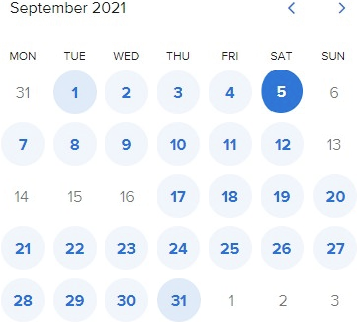 September 2021
MON TUE WED THU FRI SAT SUN
31 1 2 3 4 5 6
7 8 9 10 11 12 13
14 15 16 17 18 19 20
21 22 23 24 25 26 27
28 29 30 31 1 2 3